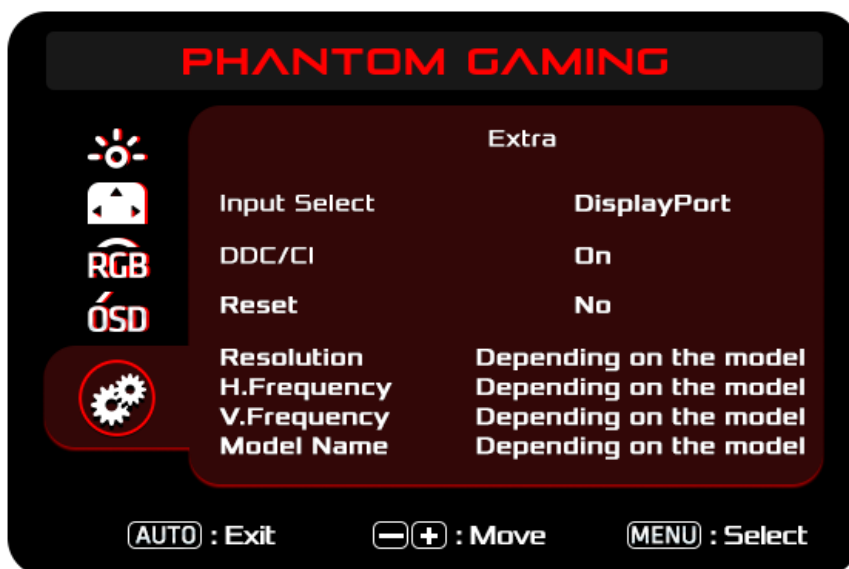 PHANTOM GAMING
Extra
Input Select DisplayPort
DDC/CI On
RGB
Reset No
OSD
Resolution Depending on the model
H.Frequency Depending on the model
V.Frequency Depending on the model
Model Name Depending on the model
AUTO : Exit - + : Move MENU : Select